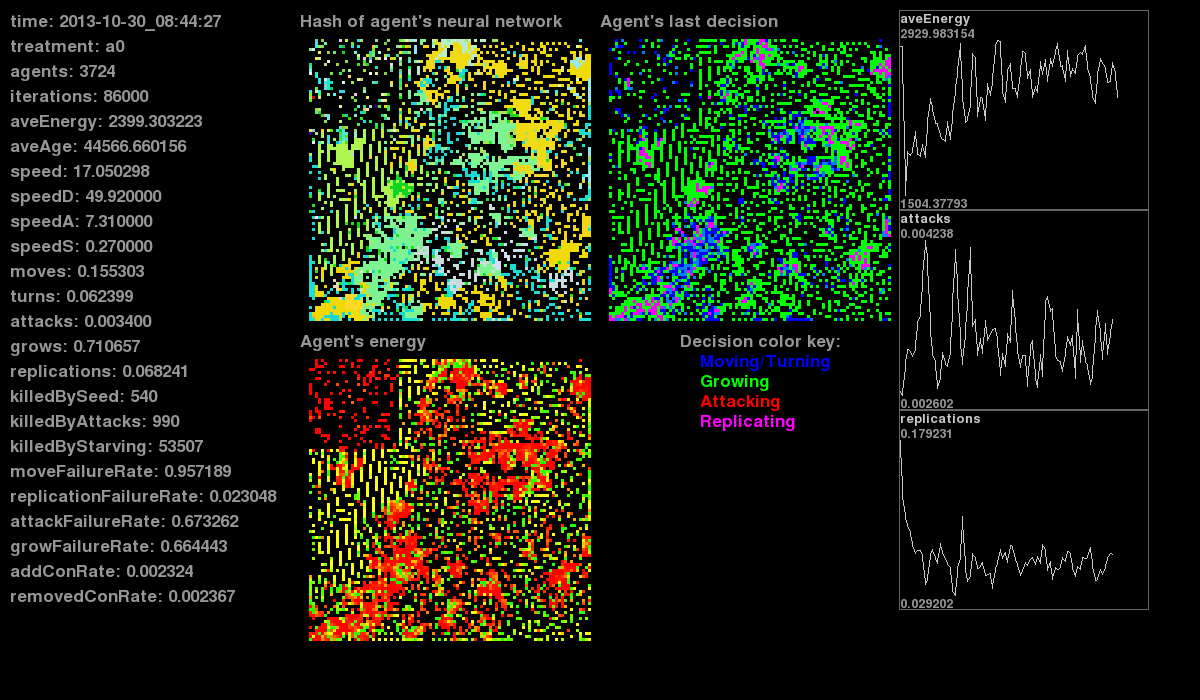 time: 2013-10-30_08:44:27
treatment: a0
agents: 3724
iterations: 86000
aveEnergy: 2399.303223
aveAge: 44566.660156
speed: 17.050298
speedD: 49.920000
speedA: 7.310000
speedS: 0.270000
moves: 0.155303
turns: 0.062399
attacks: 0.003400
grows: 0.710657
replications: 0.068241
killedBySeed: 540
killedByAttacks: 990
killedByStarving: 53507
moveFailureRate: 0.957189
replicationFailureRate: 0.023048
attackFailureRate: 0.673262
growFailureRate: 0.664443
addConRate: 0.002324
removedConRate: 0.002367
Hash of agent's neural network
Agent's last decision
Agent's energy
Decision color key:
Moving/Turning
Growing
Attacking
Replicating
aveEnergy
2929.983154
1504.37793
attacks
0.004238
0.002602
replications
0.179231
0.029202